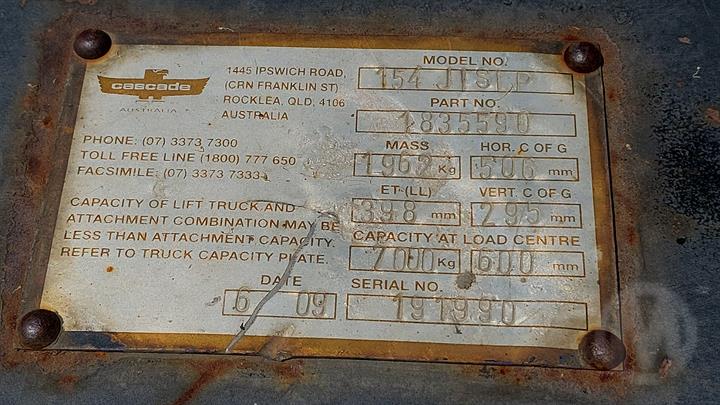 cascade
AUSTRALIA
1445 IPSWICH ROAD,
(CRN FRANKLIN ST)
ROCKLEA, QLD, 4106
AUSTRALIA
PHONE: (07) 3373 7300
TOLL FREE LINE (1800) 777 650
FACSIMILE: (07) 3373 7333
CAPACITY OF LIFT TRUCK AND
ATTACHMENT COMBINATION MAY BE
LESS THAN ATTACHMENT CAPACITY.
REFER TO TRUCK CAPACITY PLATE.
DATE
6 09
MODEL NO.
154 JTSLP
PART NO.
1835590
MASS HOR. C OF G
1962 Kg 506 mm
ET (LL) VERT. C OF G
398 mm 295 mm
CAPACITY AT LOAD CENTRE
7000 Kg 600 mm
SERIAL NO.
191990